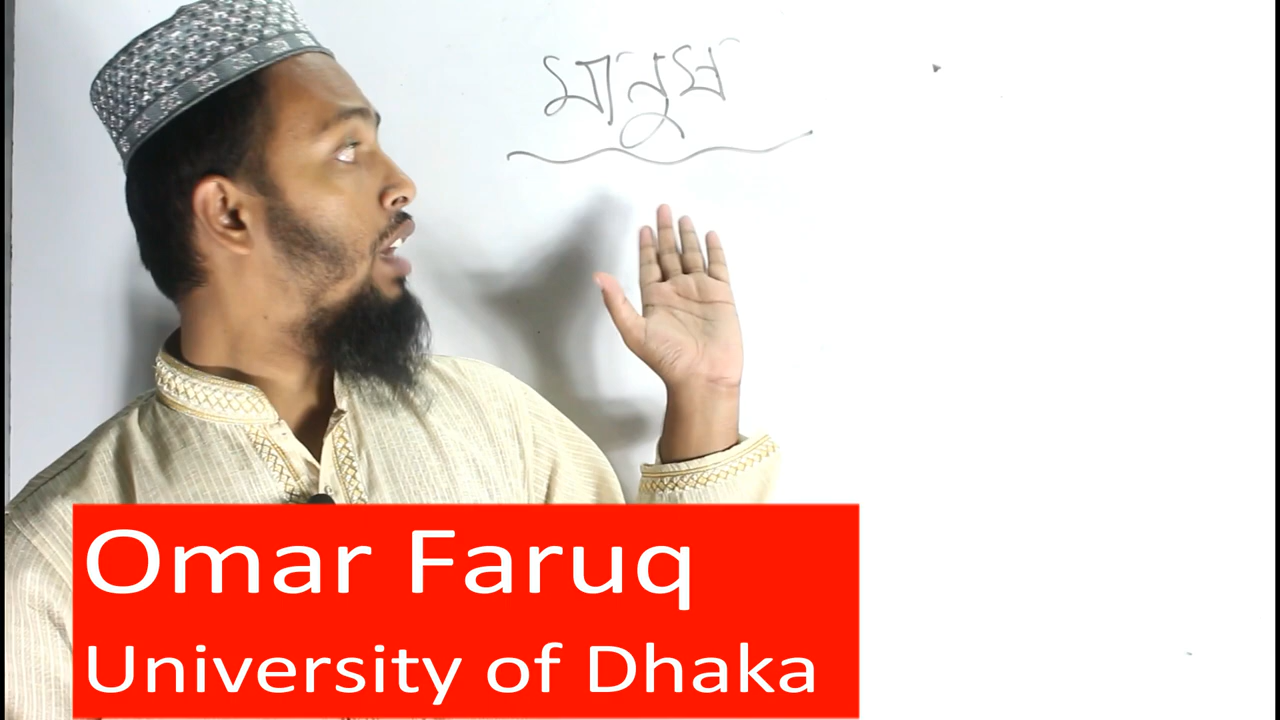 মানুষ
Omar Faruq
University of Dhaka